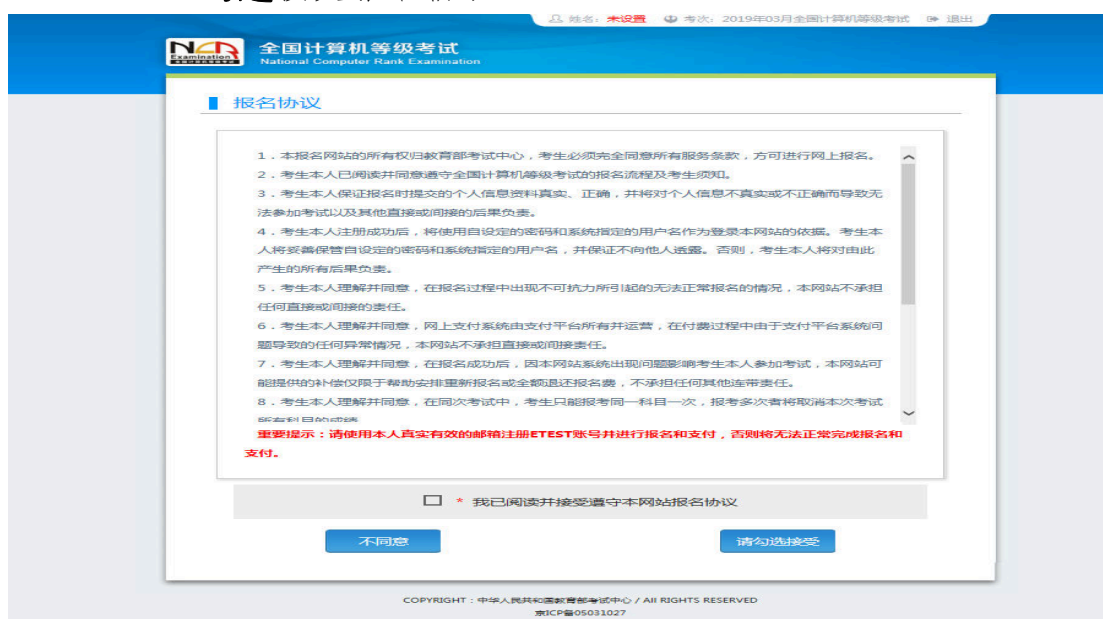 姓名：未设置 考次：2019年03月全国计算机等级考试 退出
NCR
Examination
全国计算机等级考试
National Computer Rank Examination
报名协议
1．本报名网站的所有权归教育部考试中心，考生必须完全同意所有服务条款，方可进行网上报名。
2．考生本人已阅读并同意遵守全国计算机等级考试的报名流程及考生须知。
3．考生本人保证报名时提交的个人信息资料真实、正确，并将对个人信息不真实或不正确而导致无
法参加考试以及其他直接或间接的后果负责。
4．考生本人注册成功后，将使用自设定的密码和系统指定的用户名作为登录本网站的依据。考生本
人将妥善保管自设定的密码和系统指定的用户名，并保证不向他人透露。否则，考生本人将对由此
产生的所有后果负责。
5．考生本人理解并同意，在报名过程中出现不可抗力所引起的无法正常报名的情况，本网站不承担
任何直接或间接的责任。
6．考生本人理解并同意，网上支付系统由支付平台所有并运营，在付费过程中由于支付平台系统问
题导致的任何异常情况，本网站不承担直接或间接责任。
7．考生本人理解并同意，在报名成功后，因本网站系统出现问题影响考生本人参加考试，本网站可
能提供的补偿仅限于帮助安排重新报名或全额退还报名费，不承担任何其他连带责任。
8．考生本人理解并同意，在同次考试中，考生只能报考同一科目一次，报考多次者将取消本次考试
所有科目的成绩
重要提示：请使用本人真实有效的邮箱注册ETEST账号并进行报名和支付，否则将无法正常完成报名和
支付。
* 我已阅读并接受遵守本网站报名协议
不同意 请勾选接受
COPYRIGHT：中华人民共和国教育部考试中心 / All RIGHTS RESERVED
京ICP备05031027